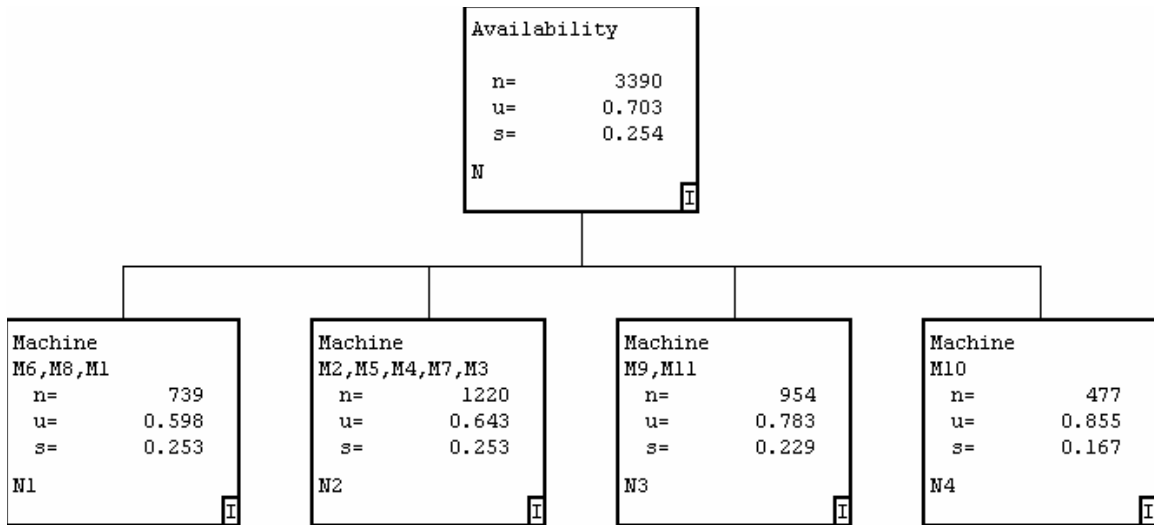 Availability
n= 3390
u= 0.703
s= 0.254
N
I
Machine
M6,M8,M1
n= 739
u= 0.598
s= 0.253
N1
I
Machine
M2,M5,M4,M7,M3
n= 1220
u= 0.643
s= 0.253
N2
I
Machine
M9,M11
n= 954
u= 0.783
s= 0.229
N3
I
Machine
M10
n= 477
u= 0.855
s= 0.167
N4
I